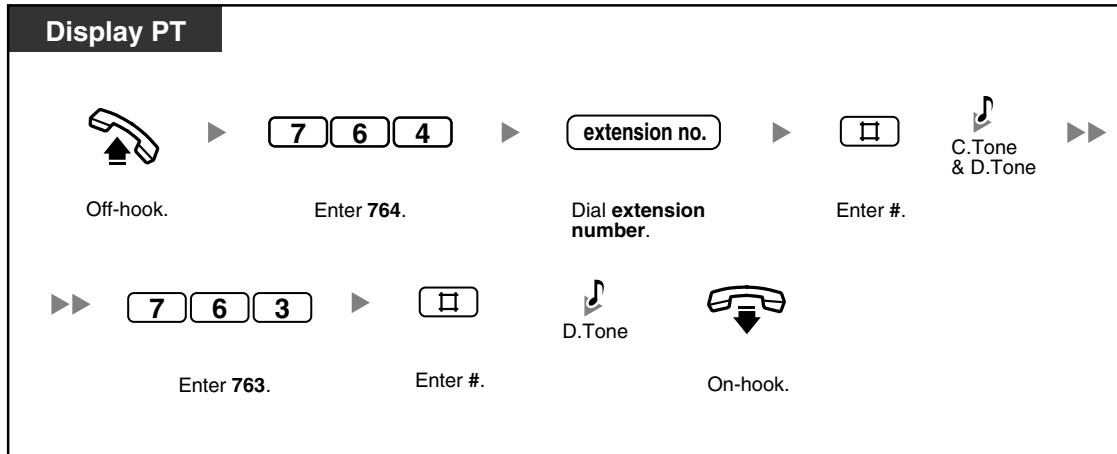 Display PT
7 6 4
extension no.
#
C.Tone
& D.Tone
Off-hook.
Enter 764.
Dial extension
number.
Enter #.
7 6 3
#
D.Tone
Enter 763.
Enter #.
On-hook.